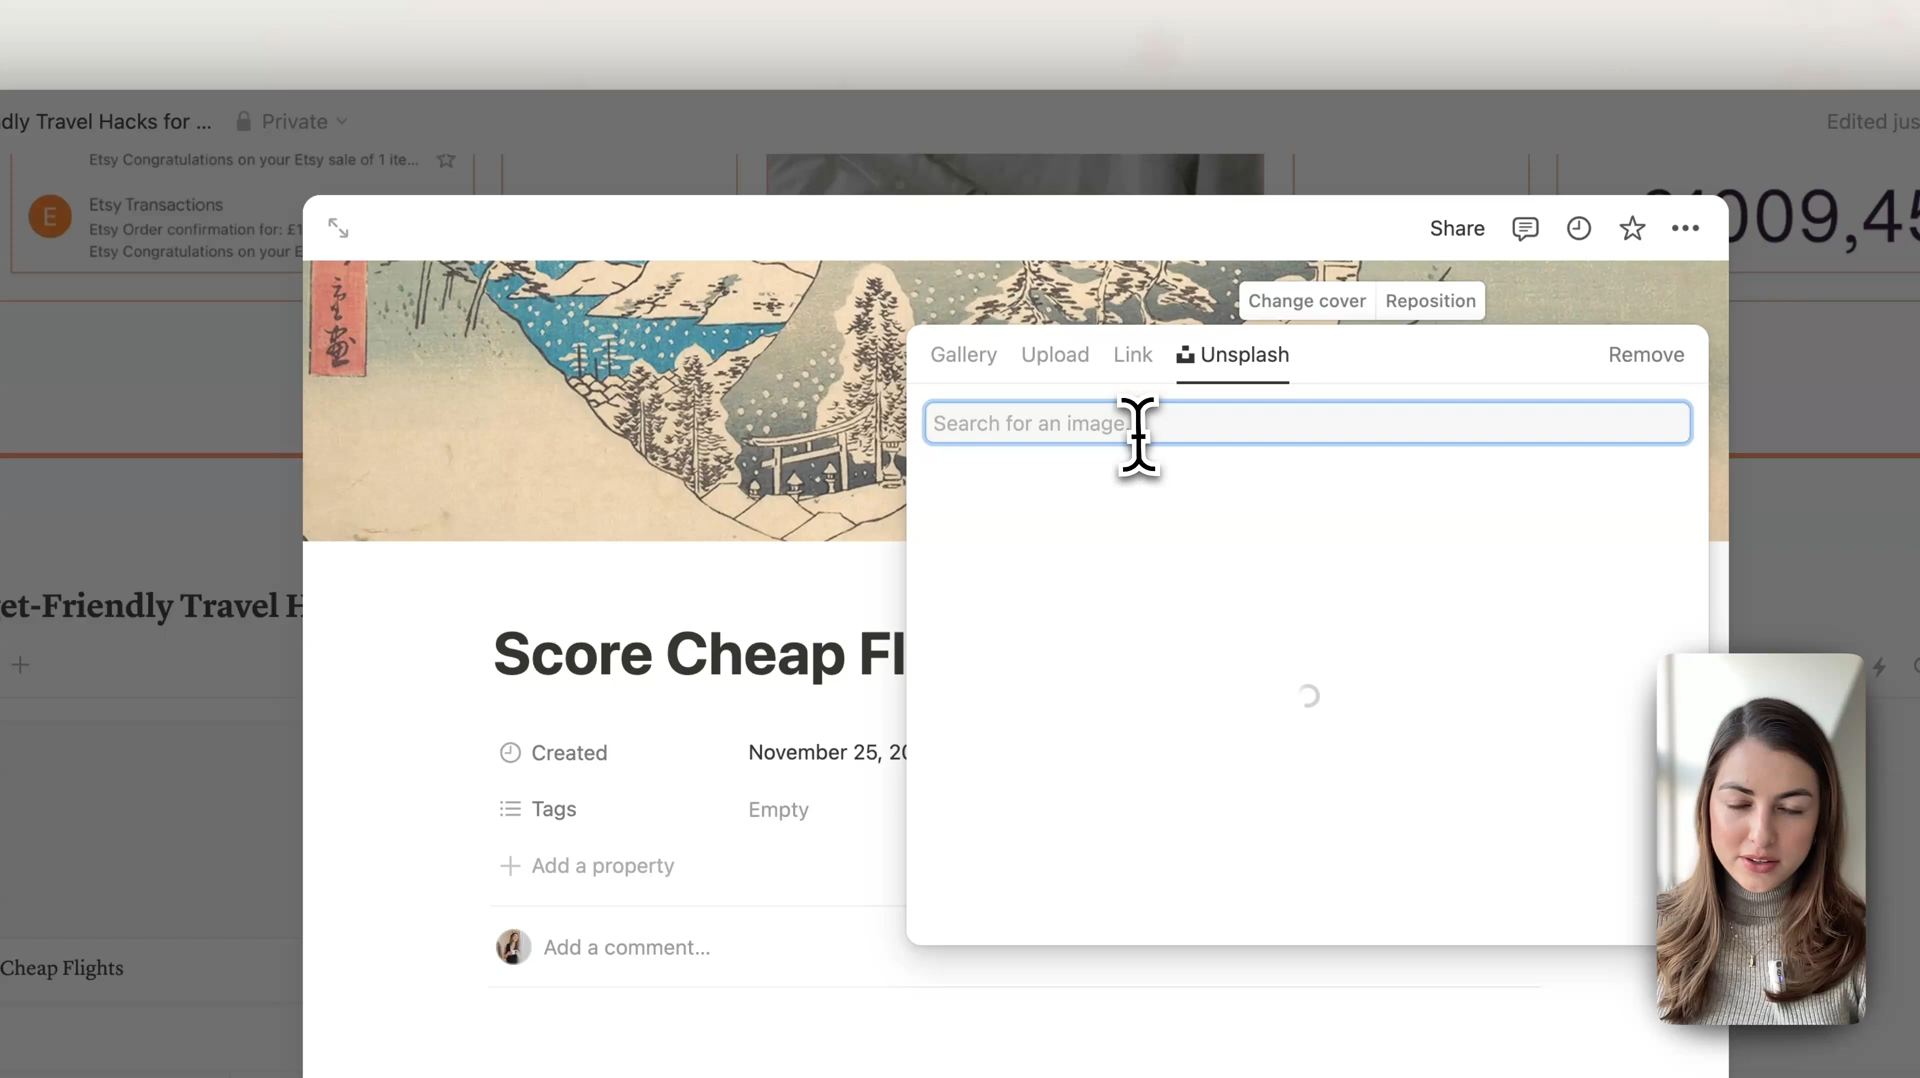 dly Travel Hacks for ...
Private
Edited jus
Etsy Congratulations on your Etsy sale of 1 ite...
E
Etsy Transactions
Etsy Order confirmation for: £1
Etsy Congratulations on your E
009,45
Share
Change cover
Reposition
Gallery
Upload
Link
Unsplash
Remove
Search for an image
et-Friendly Travel H
Score Cheap Fl
Created
November 25, 20
Tags
Empty
Add a property
Add a comment...
Cheap Flights